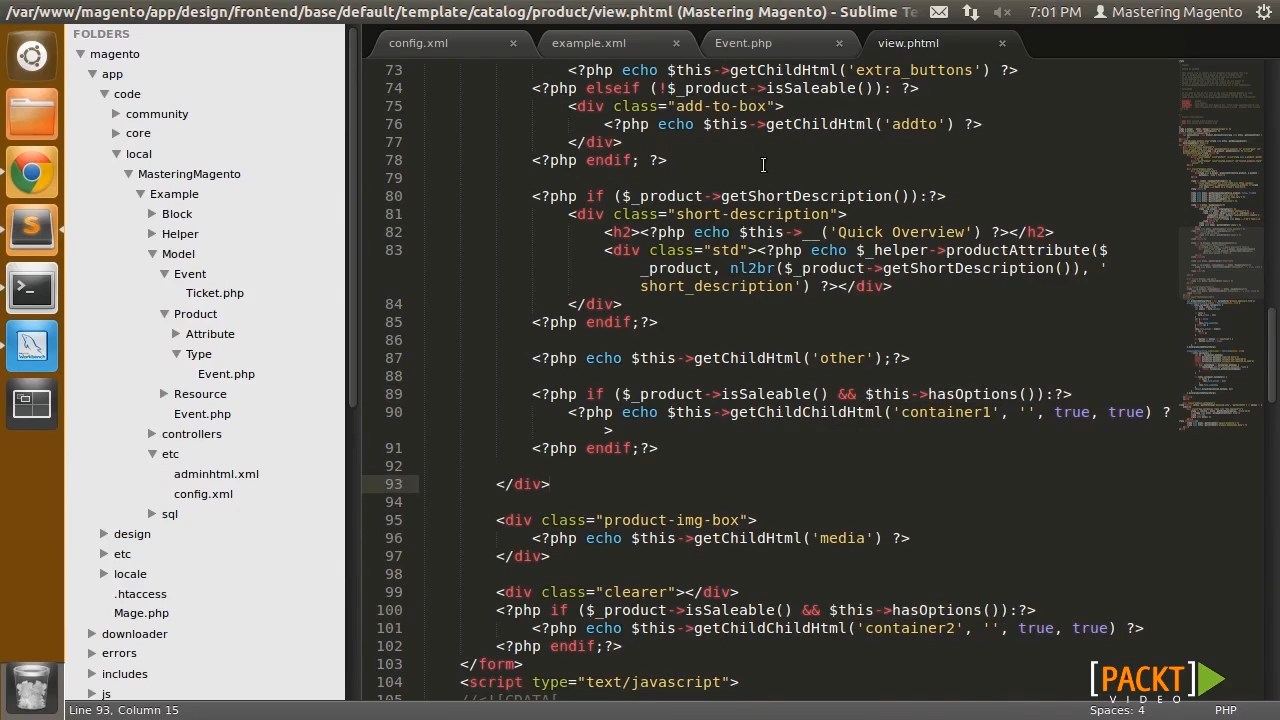 /var/www/magento/app/design/frontend/base/default/template/catalog/product/view.phtml (Mastering Magento) - Sublime Te
7:01 PM
Mastering Magento
FOLDERS
magento
app
code
community
core
local
MasteringMagento
Example
Block
Helper
Model
Event
Ticket.php
Product
Attribute
Type
Event.php
Resource
Event.php
controllers
etc
adminhtml.xml
config.xml
sql
design
etc
locale
.htaccess
Mage.php
downloader
errors
includes
js
config.xml × example.xml × Event.php × view.phtml ×
73 <?php echo $this->getChildHtml('extra_buttons') ?>
74 <?php elseif (!$_product->isSaleable()): ?>
75 <div class="add-to-box">
76 <?php echo $this->getChildHtml('addto') ?>
77 </div>
78 <?php endif; ?>
79
80 <?php if ($_product->getShortDescription()):?>
81 <div class="short-description">
82 <h2><?php echo $this->__('Quick Overview') ?></h2>
83 <div class="std"><?php echo $_helper->productAttribute($
_product, nl2br($_product->getShortDescription()), '
short_description') ?></div>
84 </div>
85 <?php endif;?>
86
87 <?php echo $this->getChildHtml('other');?>
88
89 <?php if ($_product->isSaleable() && $this->hasOptions()):?>
90 <?php echo $this->getChildChildHtml('container1', '', true, true) ?
>
91 <?php endif;?>
92
93 </div>
94
95 <div class="product-img-box">
96 <?php echo $this->getChildHtml('media') ?>
97 </div>
98
99 <div class="clearer"></div>
100 <?php if ($_product->isSaleable() && $this->hasOptions()):?>
101 <?php echo $this->getChildChildHtml('container2', '', true, true) ?>
102 <?php endif;?>
103 </form>
104 <script type="text/javascript">
105 //<![CDATA[
[PACKT]
VIDEO
Line 93, Column 15
Spaces: 4
PHP